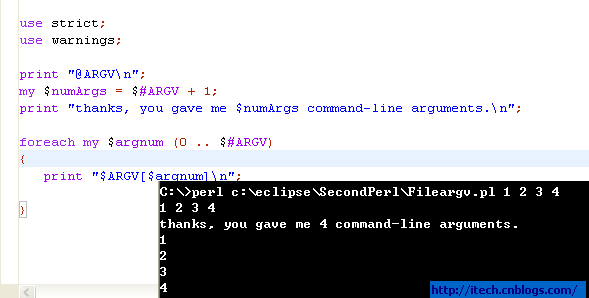 use strict;
use warnings;
print "@ARGV\n";
my $numArgs = $#ARGV + 1;
print "thanks, you gave me $numArgs command-line arguments.\n";
foreach my $argnum (0 .. $#ARGV)
{
print "$ARGV[$argnum]\n";
}
C:\>perl c:\eclipse\SecondPerl\Fileargv.pl 1 2 3 4
1 2 3 4
thanks, you gave me 4 command-line arguments.
1
2
3
4
http://itech.cnblogs.com/